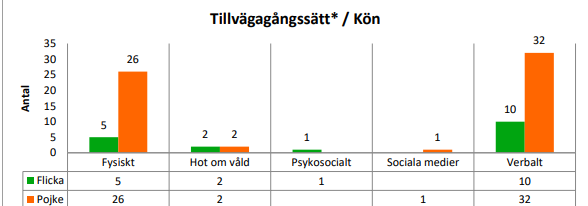 Tillvägagångssätt* / Kön
Antal
35
30
25
20
15
10
5
0
5 26 2 2 1 1 10 32
Fysiskt Hot om våld Psykosocialt Sociala medier Verbalt
Flicka 5 2 1 10
Pojke 26 2 1 32